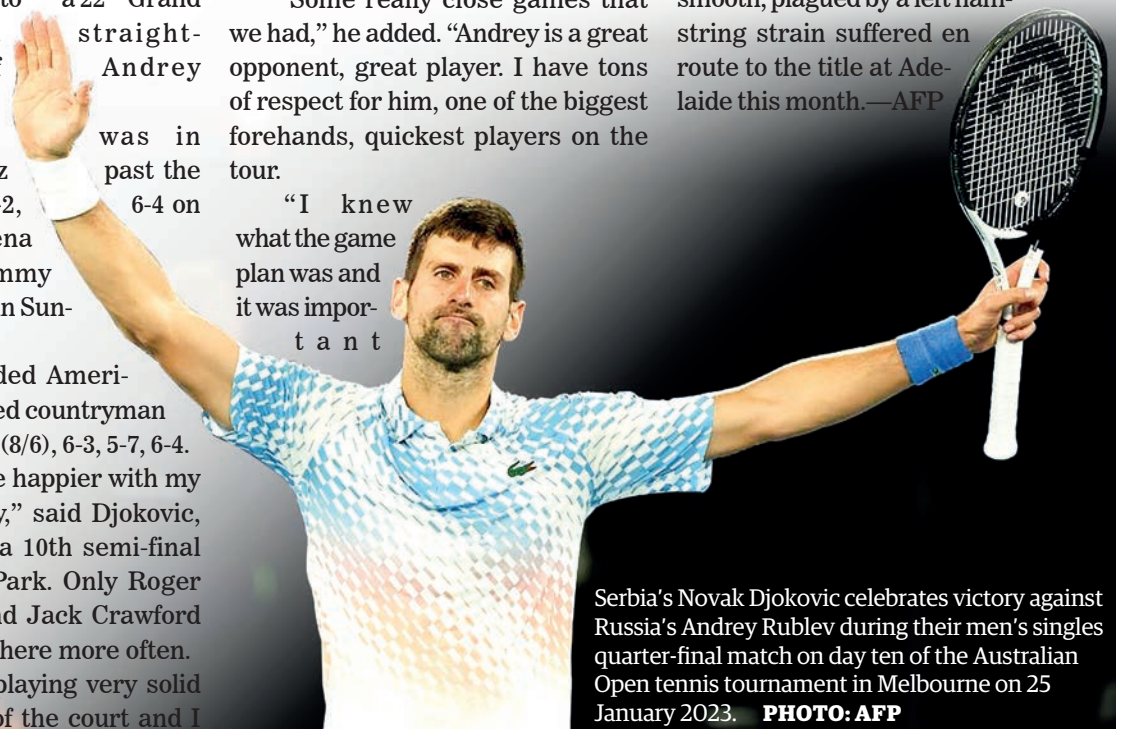 to a 22 Grand
straight-
Andrey
was in
z past the
-2, 6-4 on
ena
mmy
n Sun-
ded Ameri-
ed countryman
(8/6), 6-3, 5-7, 6-4.
e happier with my
y,” said Djokovic,
a 10th semi-final
Park. Only Roger
nd Jack Crawford
here more often.
playing very solid
of the court and I
Some really close games that
we had,” he added. “Andrey is a great
opponent, great player. I have tons
of respect for him, one of the biggest
forehands, quickest players on the
tour.
“I knew
what the game
plan was and
it was impor-
tant
smooth, plagued by a left ham-
string strain suffered en
route to the title at Ade-
laide this month.—AFP
Serbia’s Novak Djokovic celebrates victory against
Russia’s Andrey Rublev during their men’s singles
quarter-final match on day ten of the Australian
Open tennis tournament in Melbourne on 25
January 2023. PHOTO: AFP